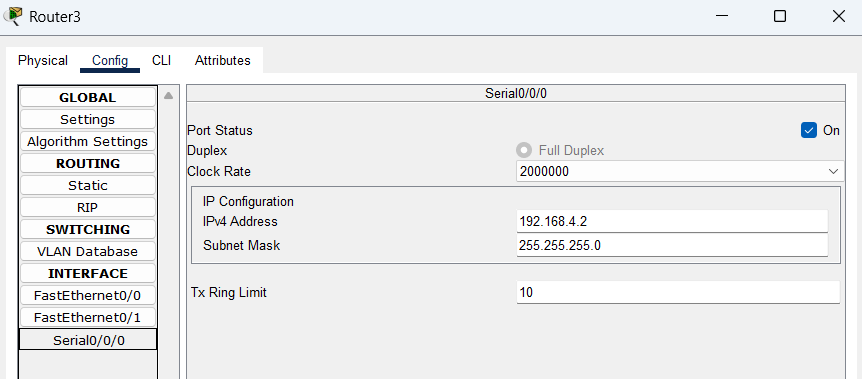 Router3
Physical Config CLI Attributes
GLOBAL
Settings
Algorithm Settings
ROUTING
Static
RIP
SWITCHING
VLAN Database
INTERFACE
FastEthernet0/0
FastEthernet0/1
Serial0/0/0
Serial0/0/0
Port Status On
Duplex Full Duplex
Clock Rate 2000000
IP Configuration
IPv4 Address 192.168.4.2
Subnet Mask 255.255.255.0
Tx Ring Limit 10